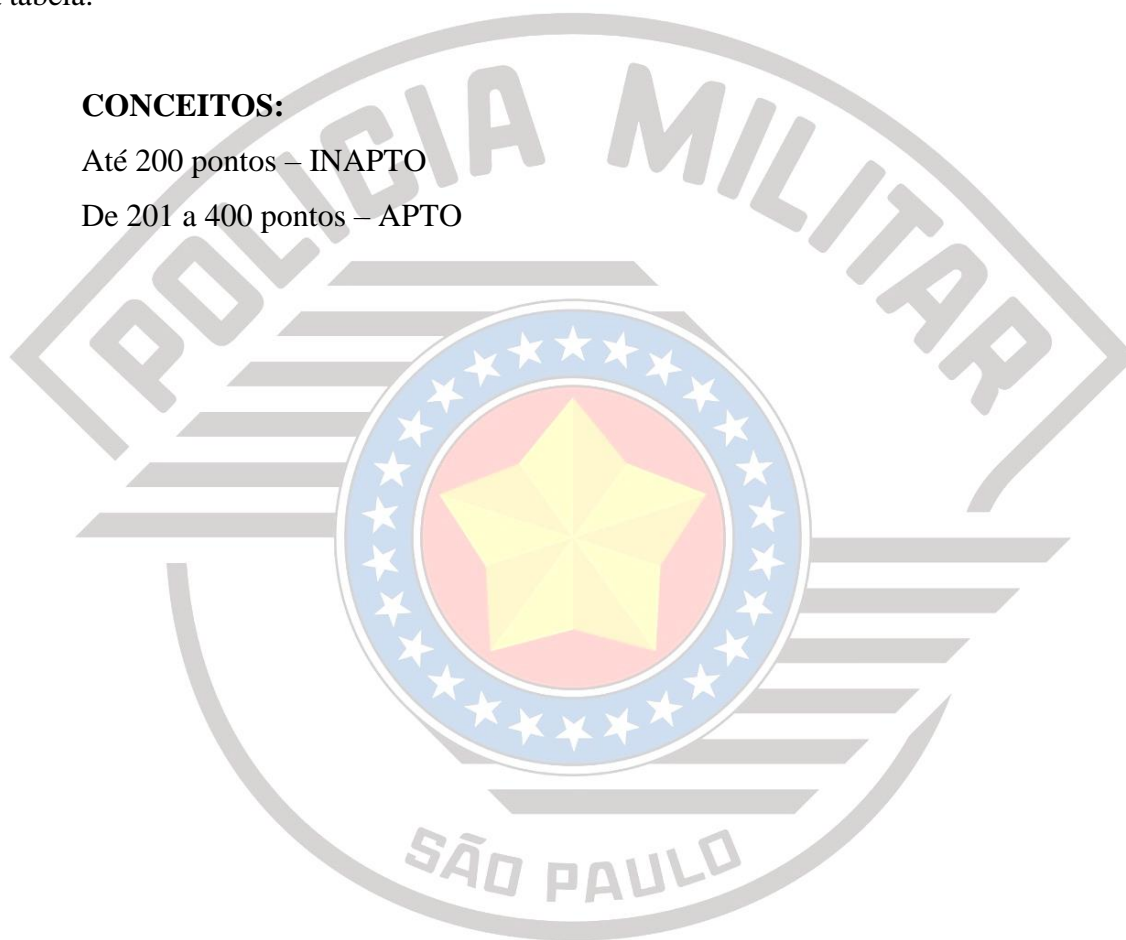 tabela.
CONCEITOS:
Até 200 pontos – INAPTO
De 201 a 400 pontos – APTO
POLICIA MILITAR
SÃO PAULO